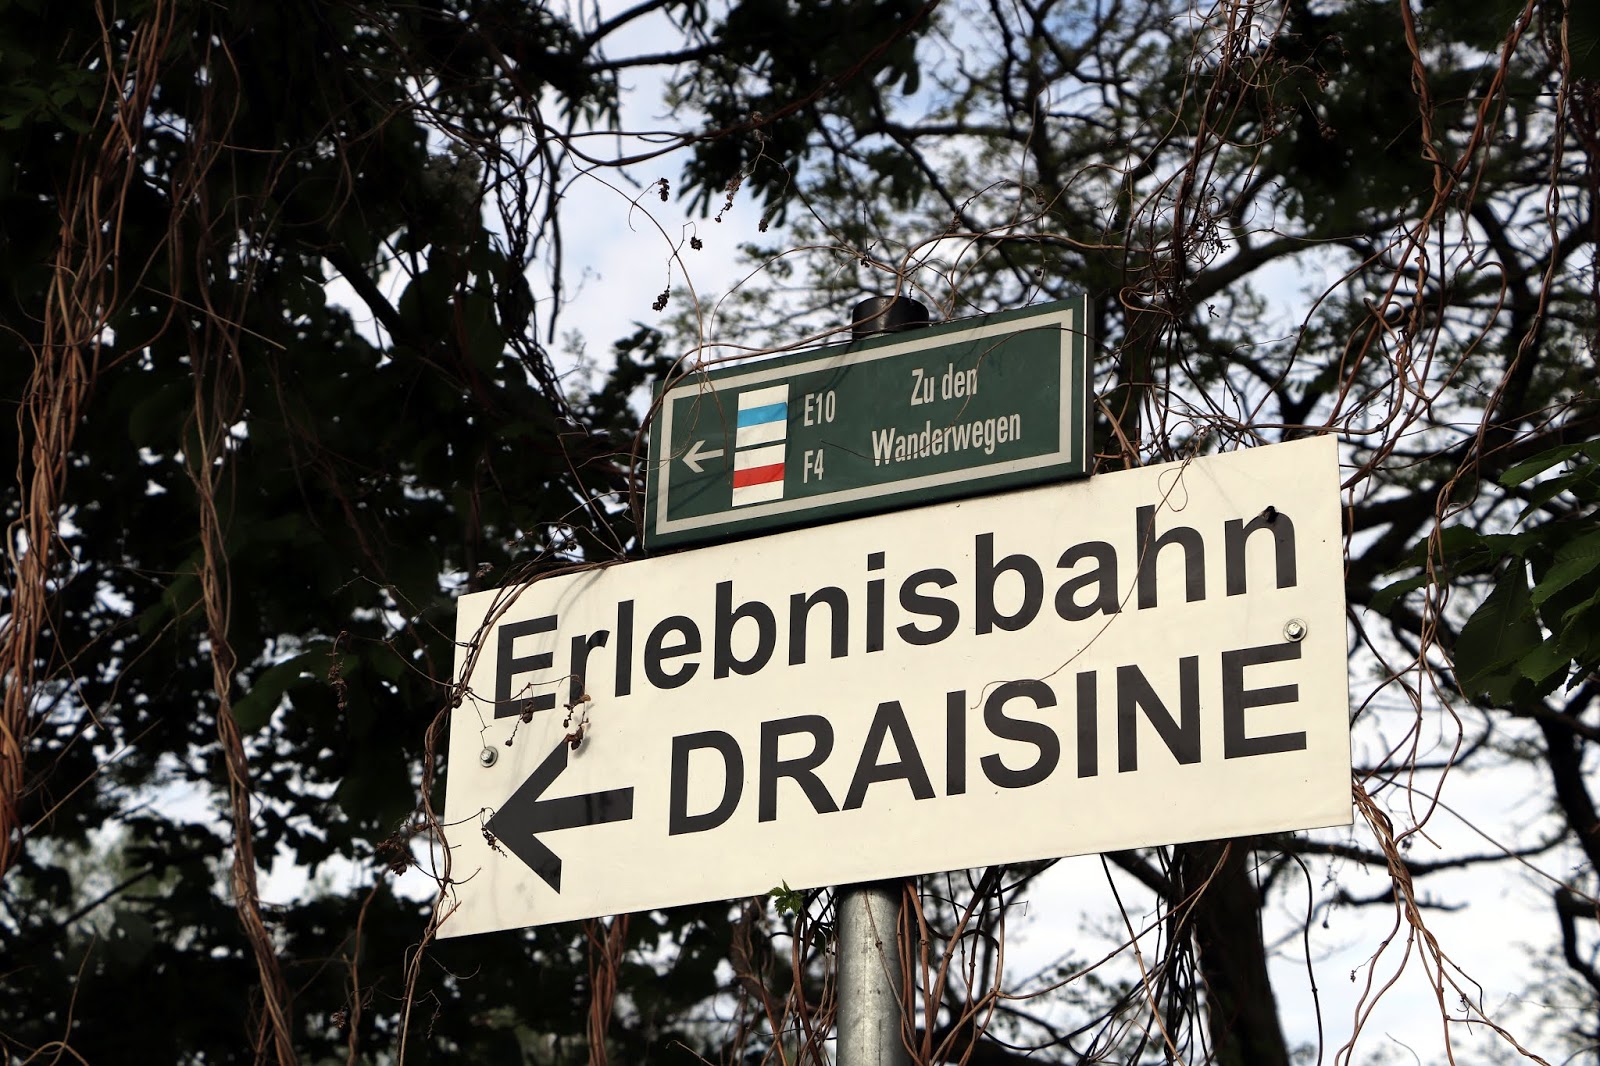 E10
F4
Zu den
Wanderwegen
Erlebnisbahn
DRAISINE